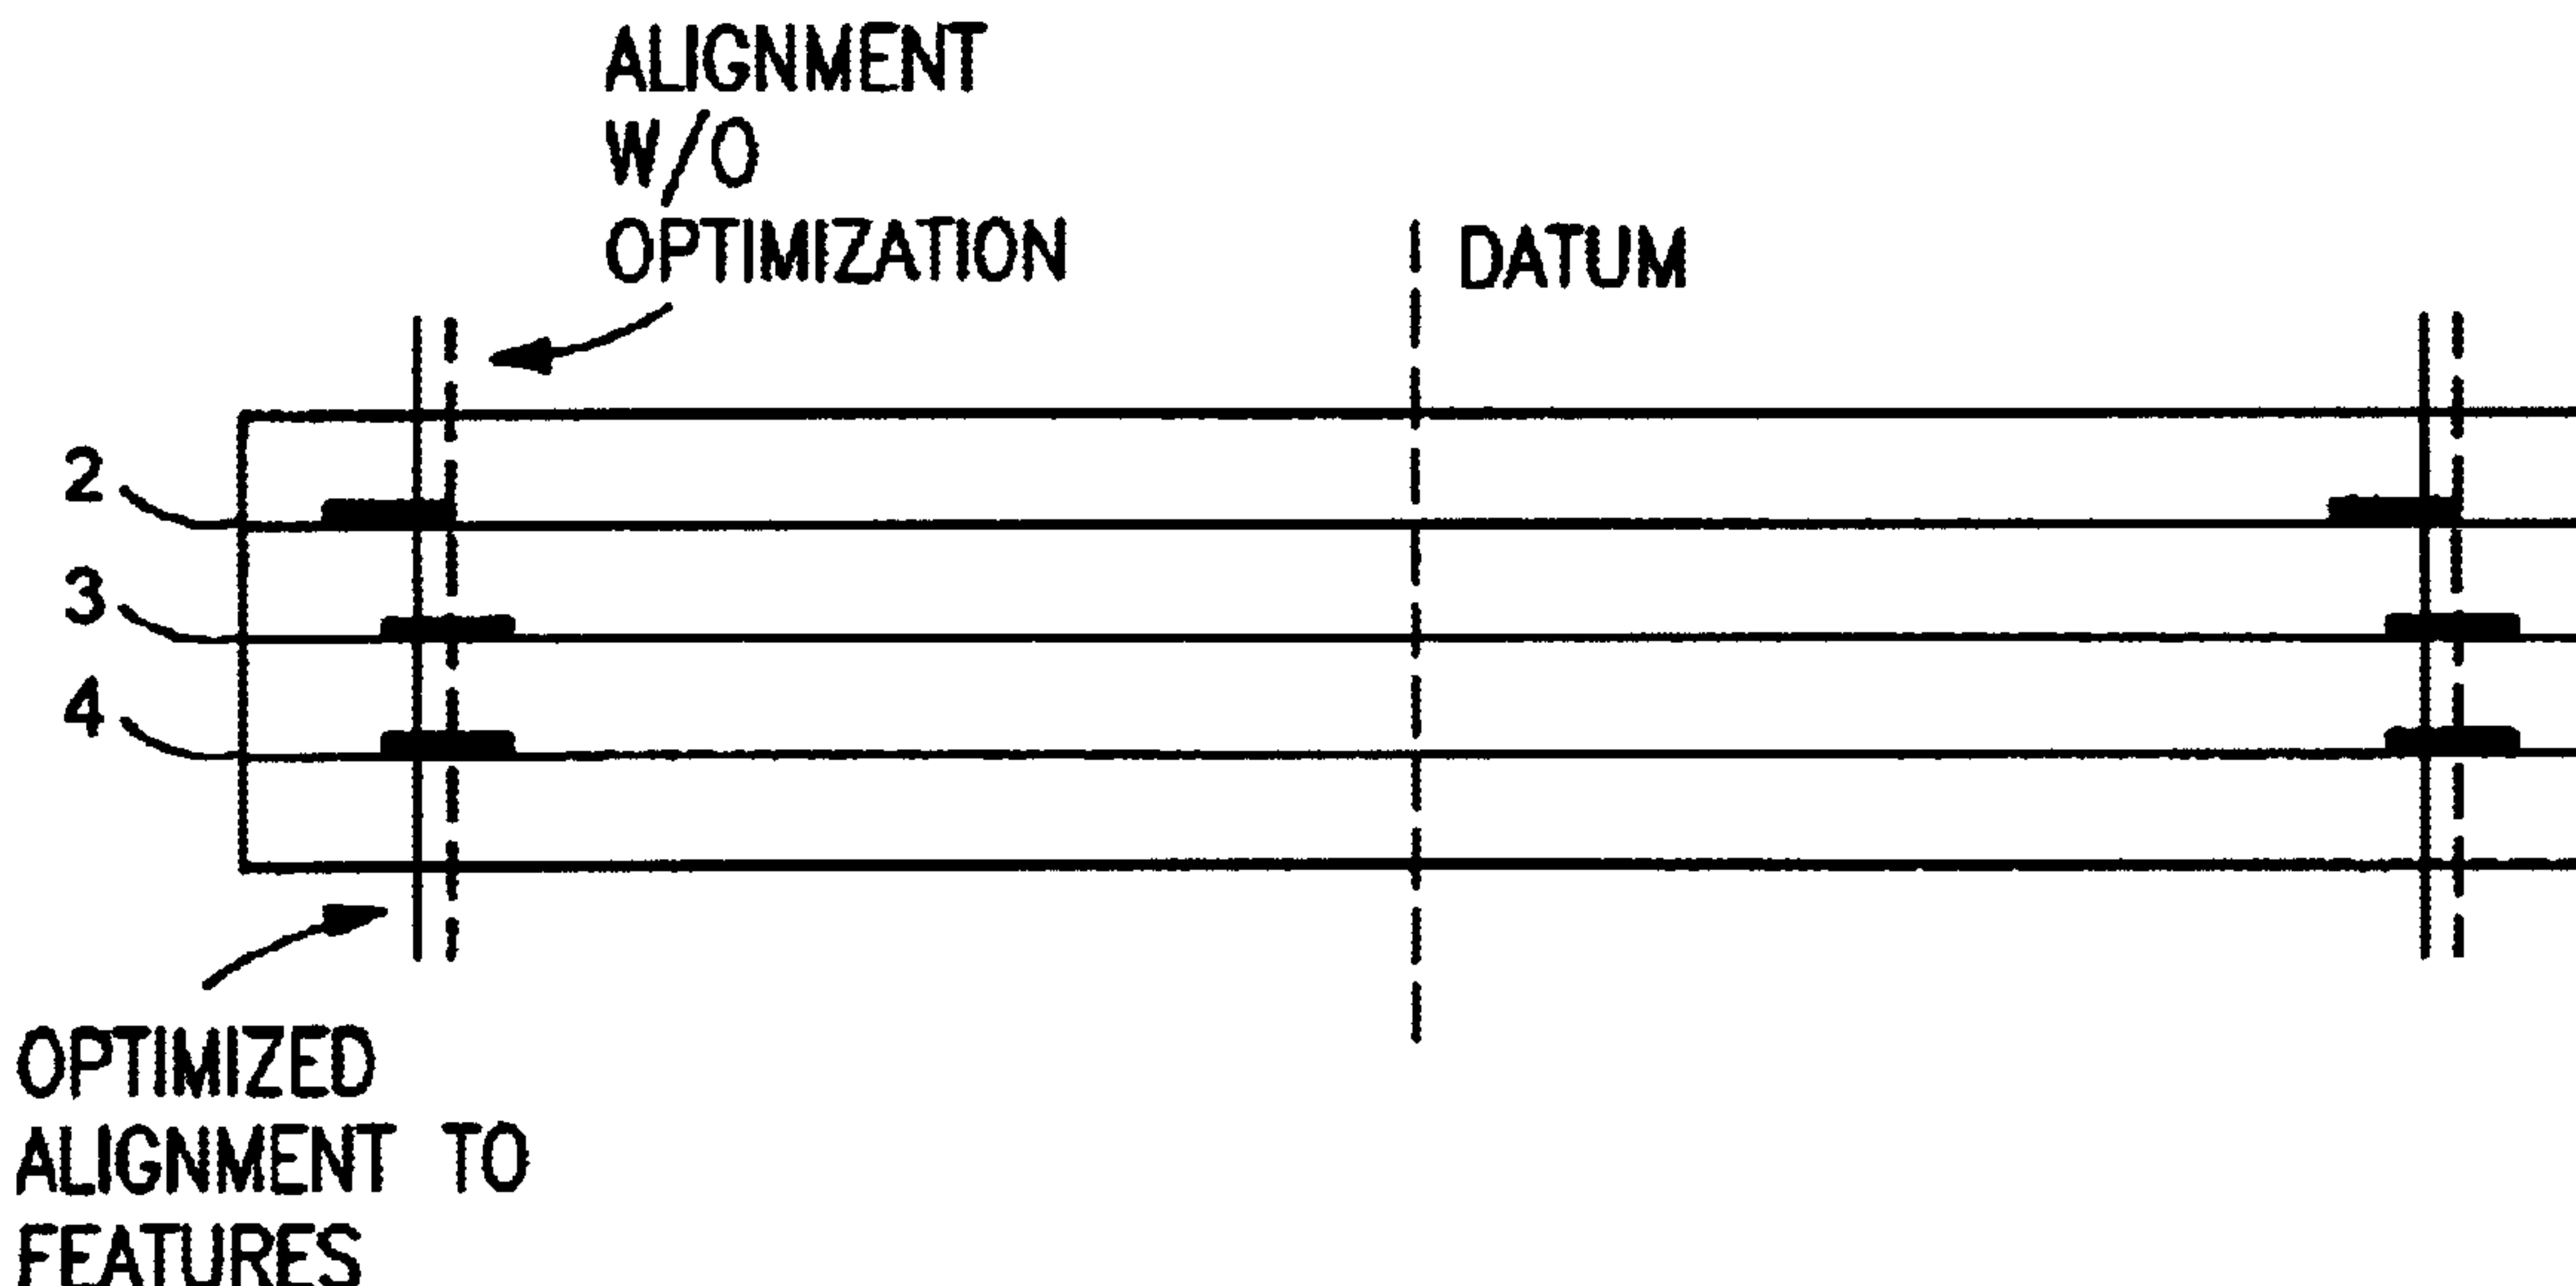 ALIGNMENT
W/O
OPTIMIZATION
DATUM
2
3
4
OPTIMIZED
ALIGNMENT TO
FEATURES